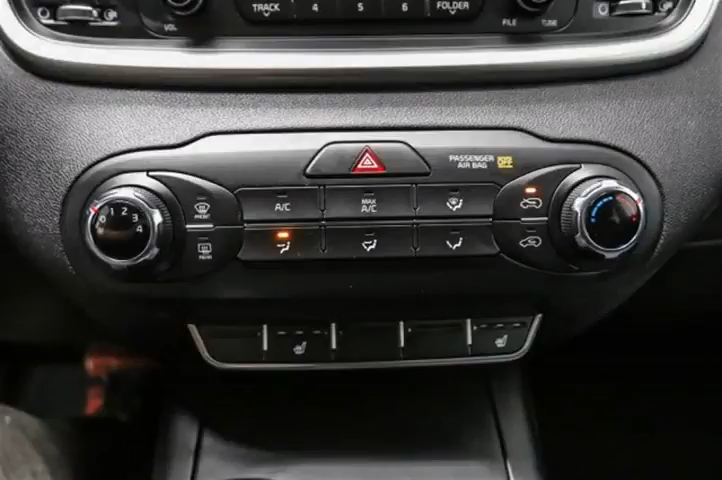 TRACK 4 5 6 FOLDER
VOL FILE TUNE
PASSENGER
AIR BAG OFF
0 1 2 3 4
FRONT
A/C
MAX
A/C
REAR